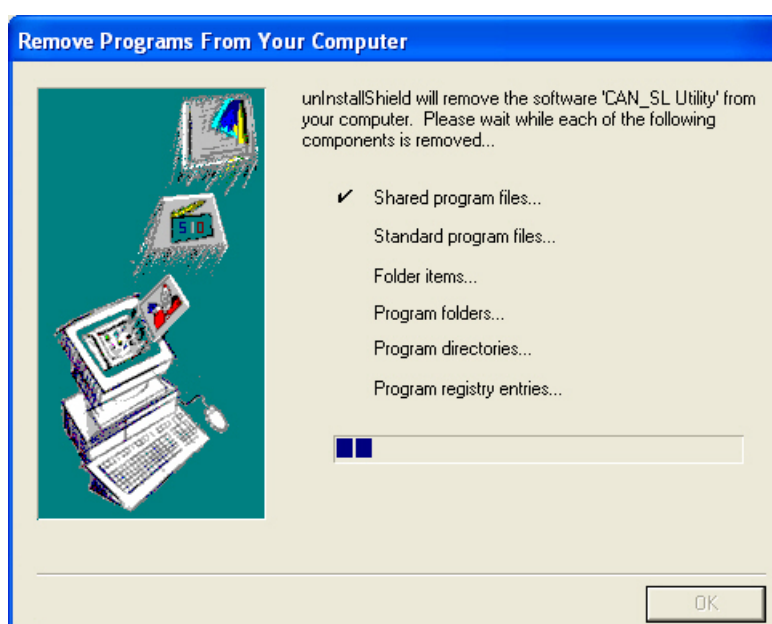 Remove Programs From Your Computer
unInstallShield will remove the software 'CAN_SL Utility' from
your computer. Please wait while each of the following
components is removed...
✔ Shared program files...
Standard program files...
Folder items...
Program folders...
Program directories...
Program registry entries...
OK